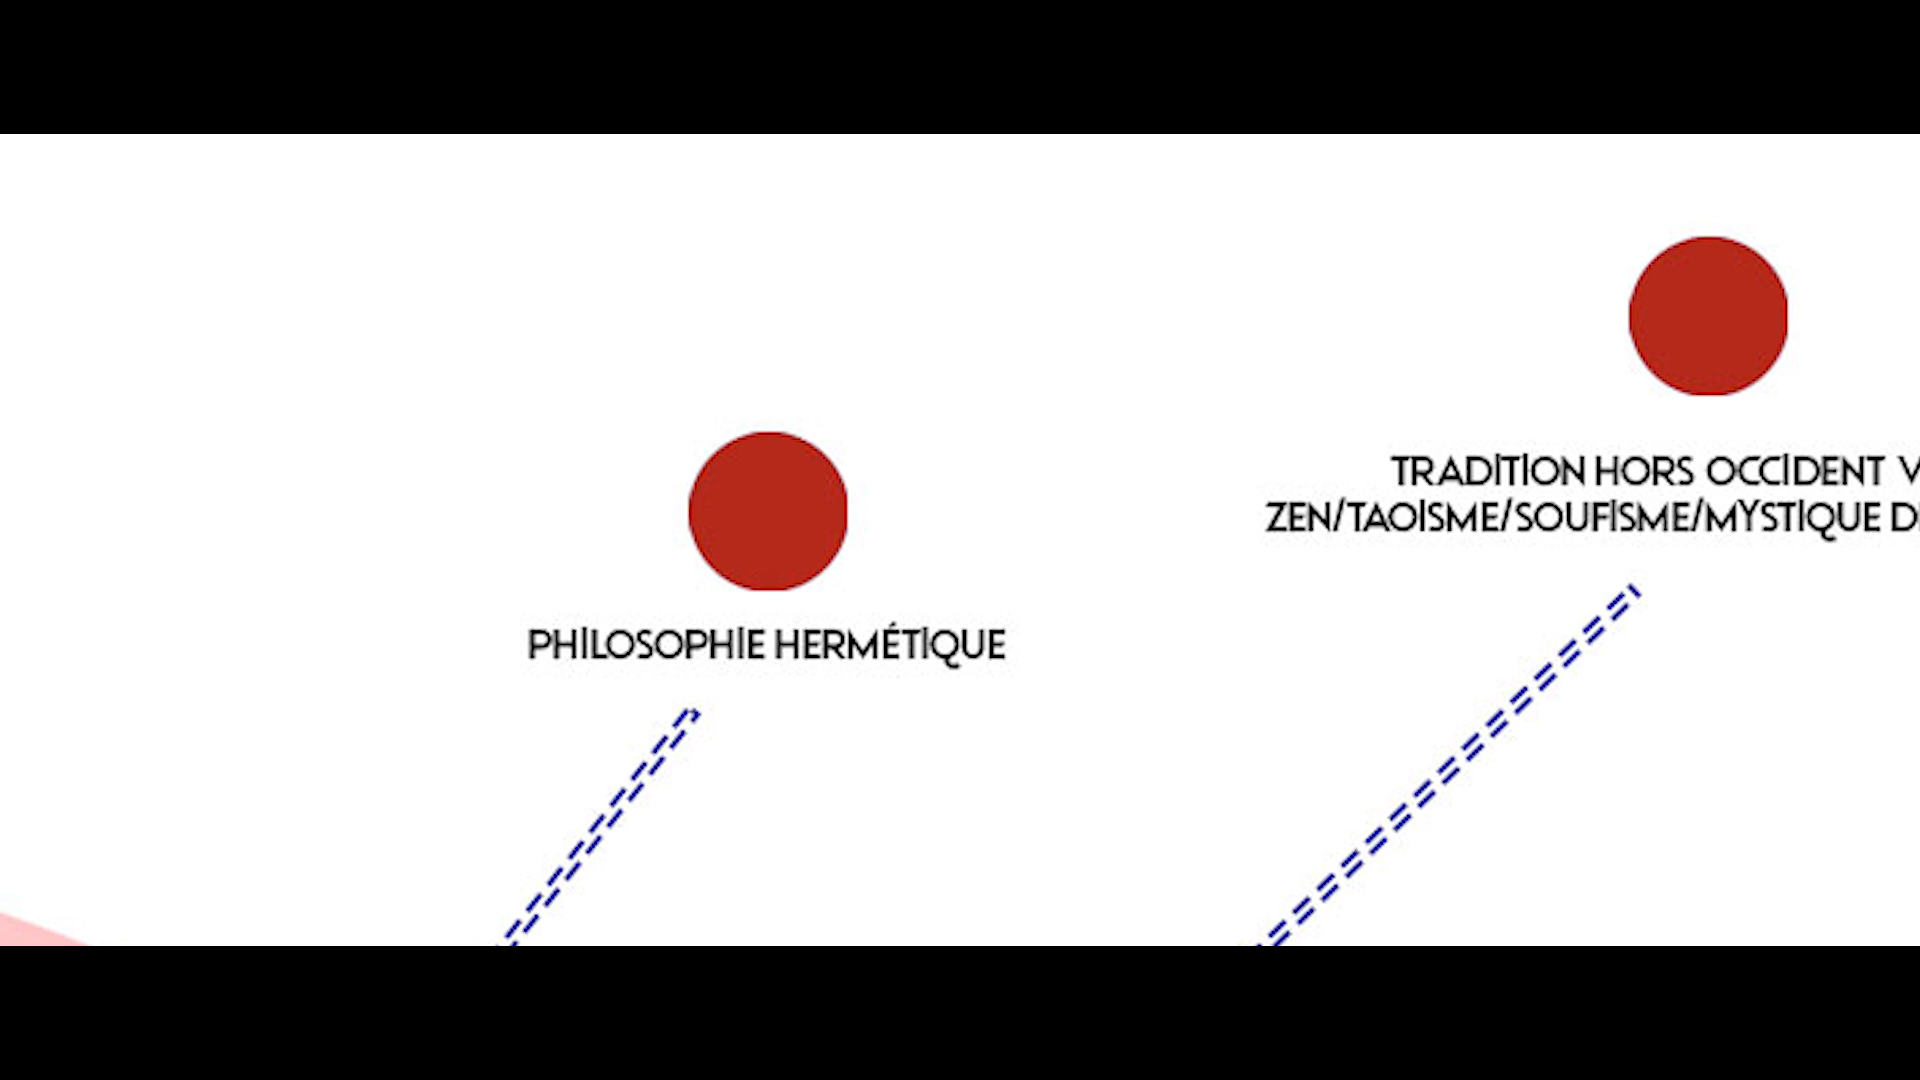 TRADITION HORS OCCIDENT
ZEN/TAOISME/SOUFISME/MYSTIQUE
PHILOSOPHIE HERMÉTIQUE